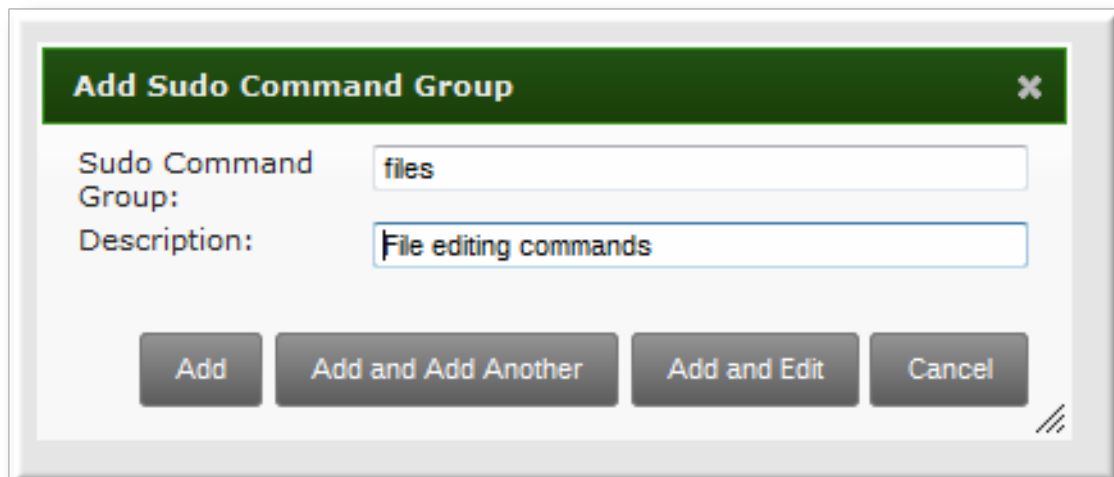 Add Sudo Command Group
Sudo Command
Group:
files
Description:
File editing commands
Add
Add and Add Another
Add and Edit
Cancel